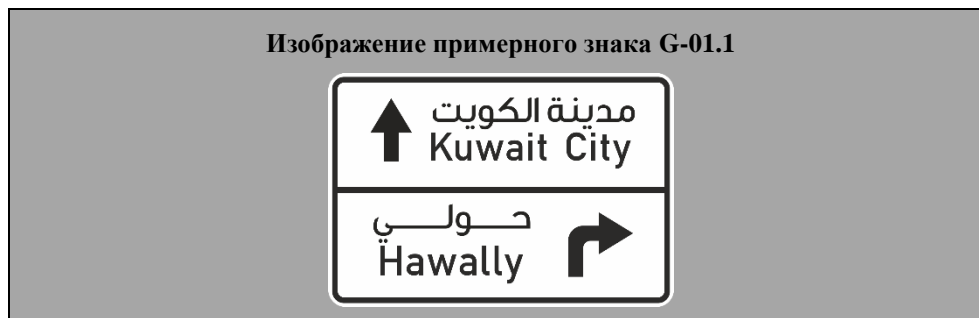 Изображение примерного знака G-01.1
مدينة الكويت
Kuwait City
حـــولـــي
Hawally